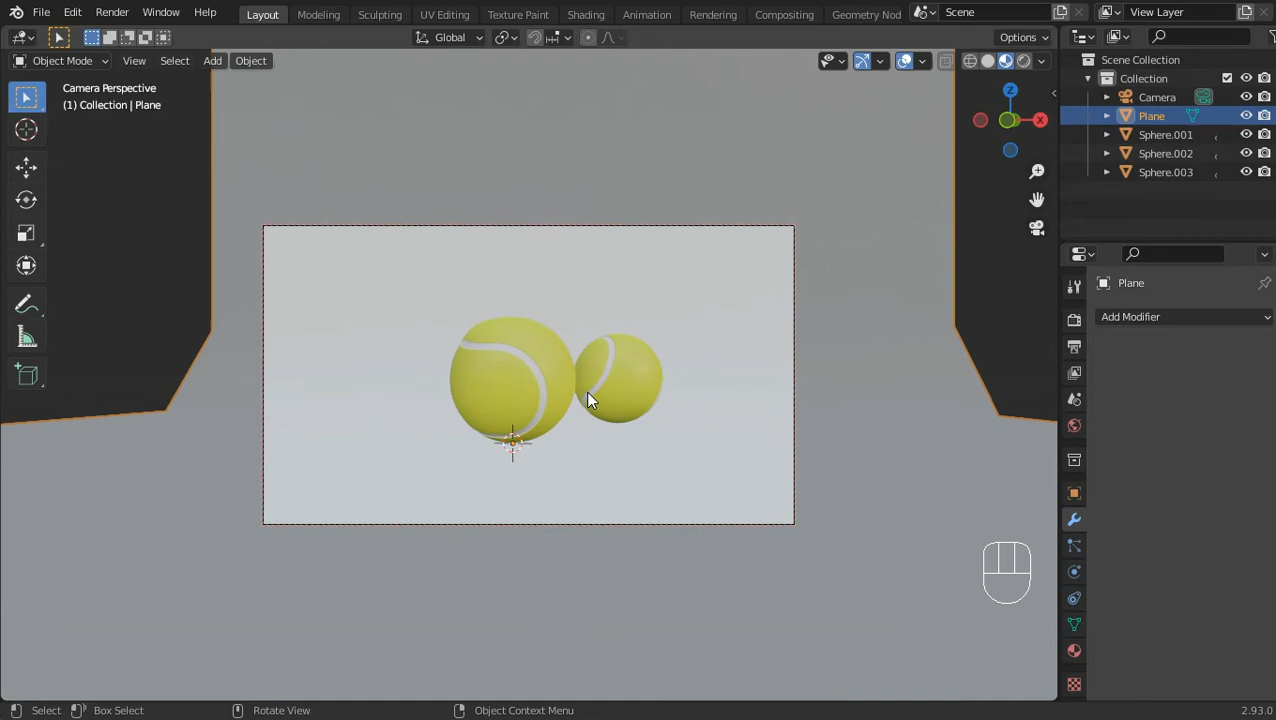 File Edit Render Window Help Layout Modeling Sculpting UV Editing Texture Paint Shading Animation Rendering Compositing Geometry Nod Scene View Layer
Global Options
Object Mode View Select Add Object
Camera Perspective
(1) Collection | Plane
Z
X
Scene Collection
Collection
Camera
Plane
Sphere.001
Sphere.002
Sphere.003
Plane
Add Modifier
Select Box Select Rotate View Object Context Menu 2.93.0